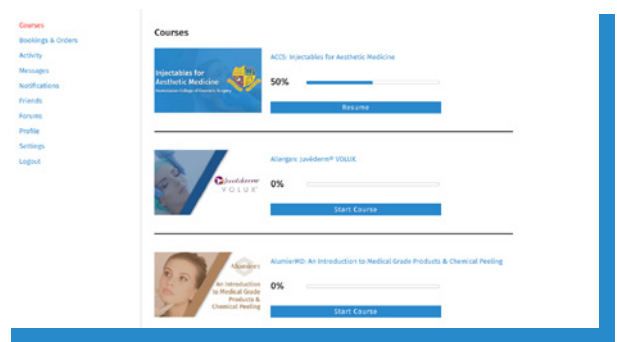 Courses
Bookings & Orders
Activity
Messages
Notifications
Friends
Forums
Profile
Settings
Logout
Courses
Injectables for
Aesthetic Medicine
ACCS: Injectables for Aesthetic Medicine
50%
Resume
Juvéderm
VOLUX
Allergan: Juvéderm® VOLUX
0%
Start Course
Alumier
An Introduction
to Medical Grade
Products &
Chemical Peeling
AlumierMD: An Introduction to Medical Grade Products & Chemical Peeling
0%
Start Course